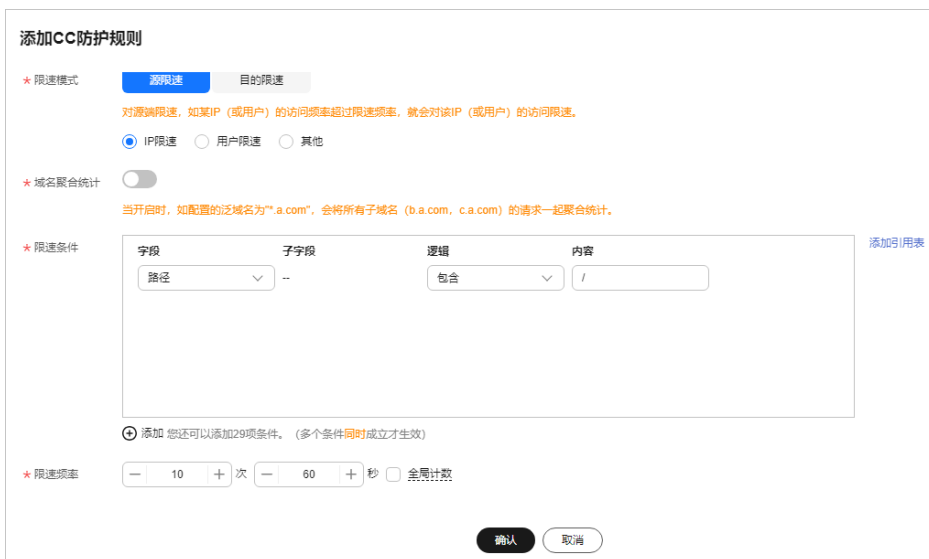 添加CC防护规则
* 限速模式 源限速 目的限速
对源端限速，如某IP（或用户）的访问频率超过限速频率，就会对该IP（或用户）的访问限速。
IP限速 用户限速 其他
* 域名聚合统计
当开启时，如配置的泛域名为"*.a.com"，会将所有子域名（b.a.com，c.a.com）的请求一起聚合统计。
* 限速条件 添加引用表
字段 子字段 逻辑 内容
路径 -- 包含 /
添加 您还可以添加29项条件。（多个条件同时成立才生效）
* 限速频率 10 次 60 秒 全局计数
确认 取消